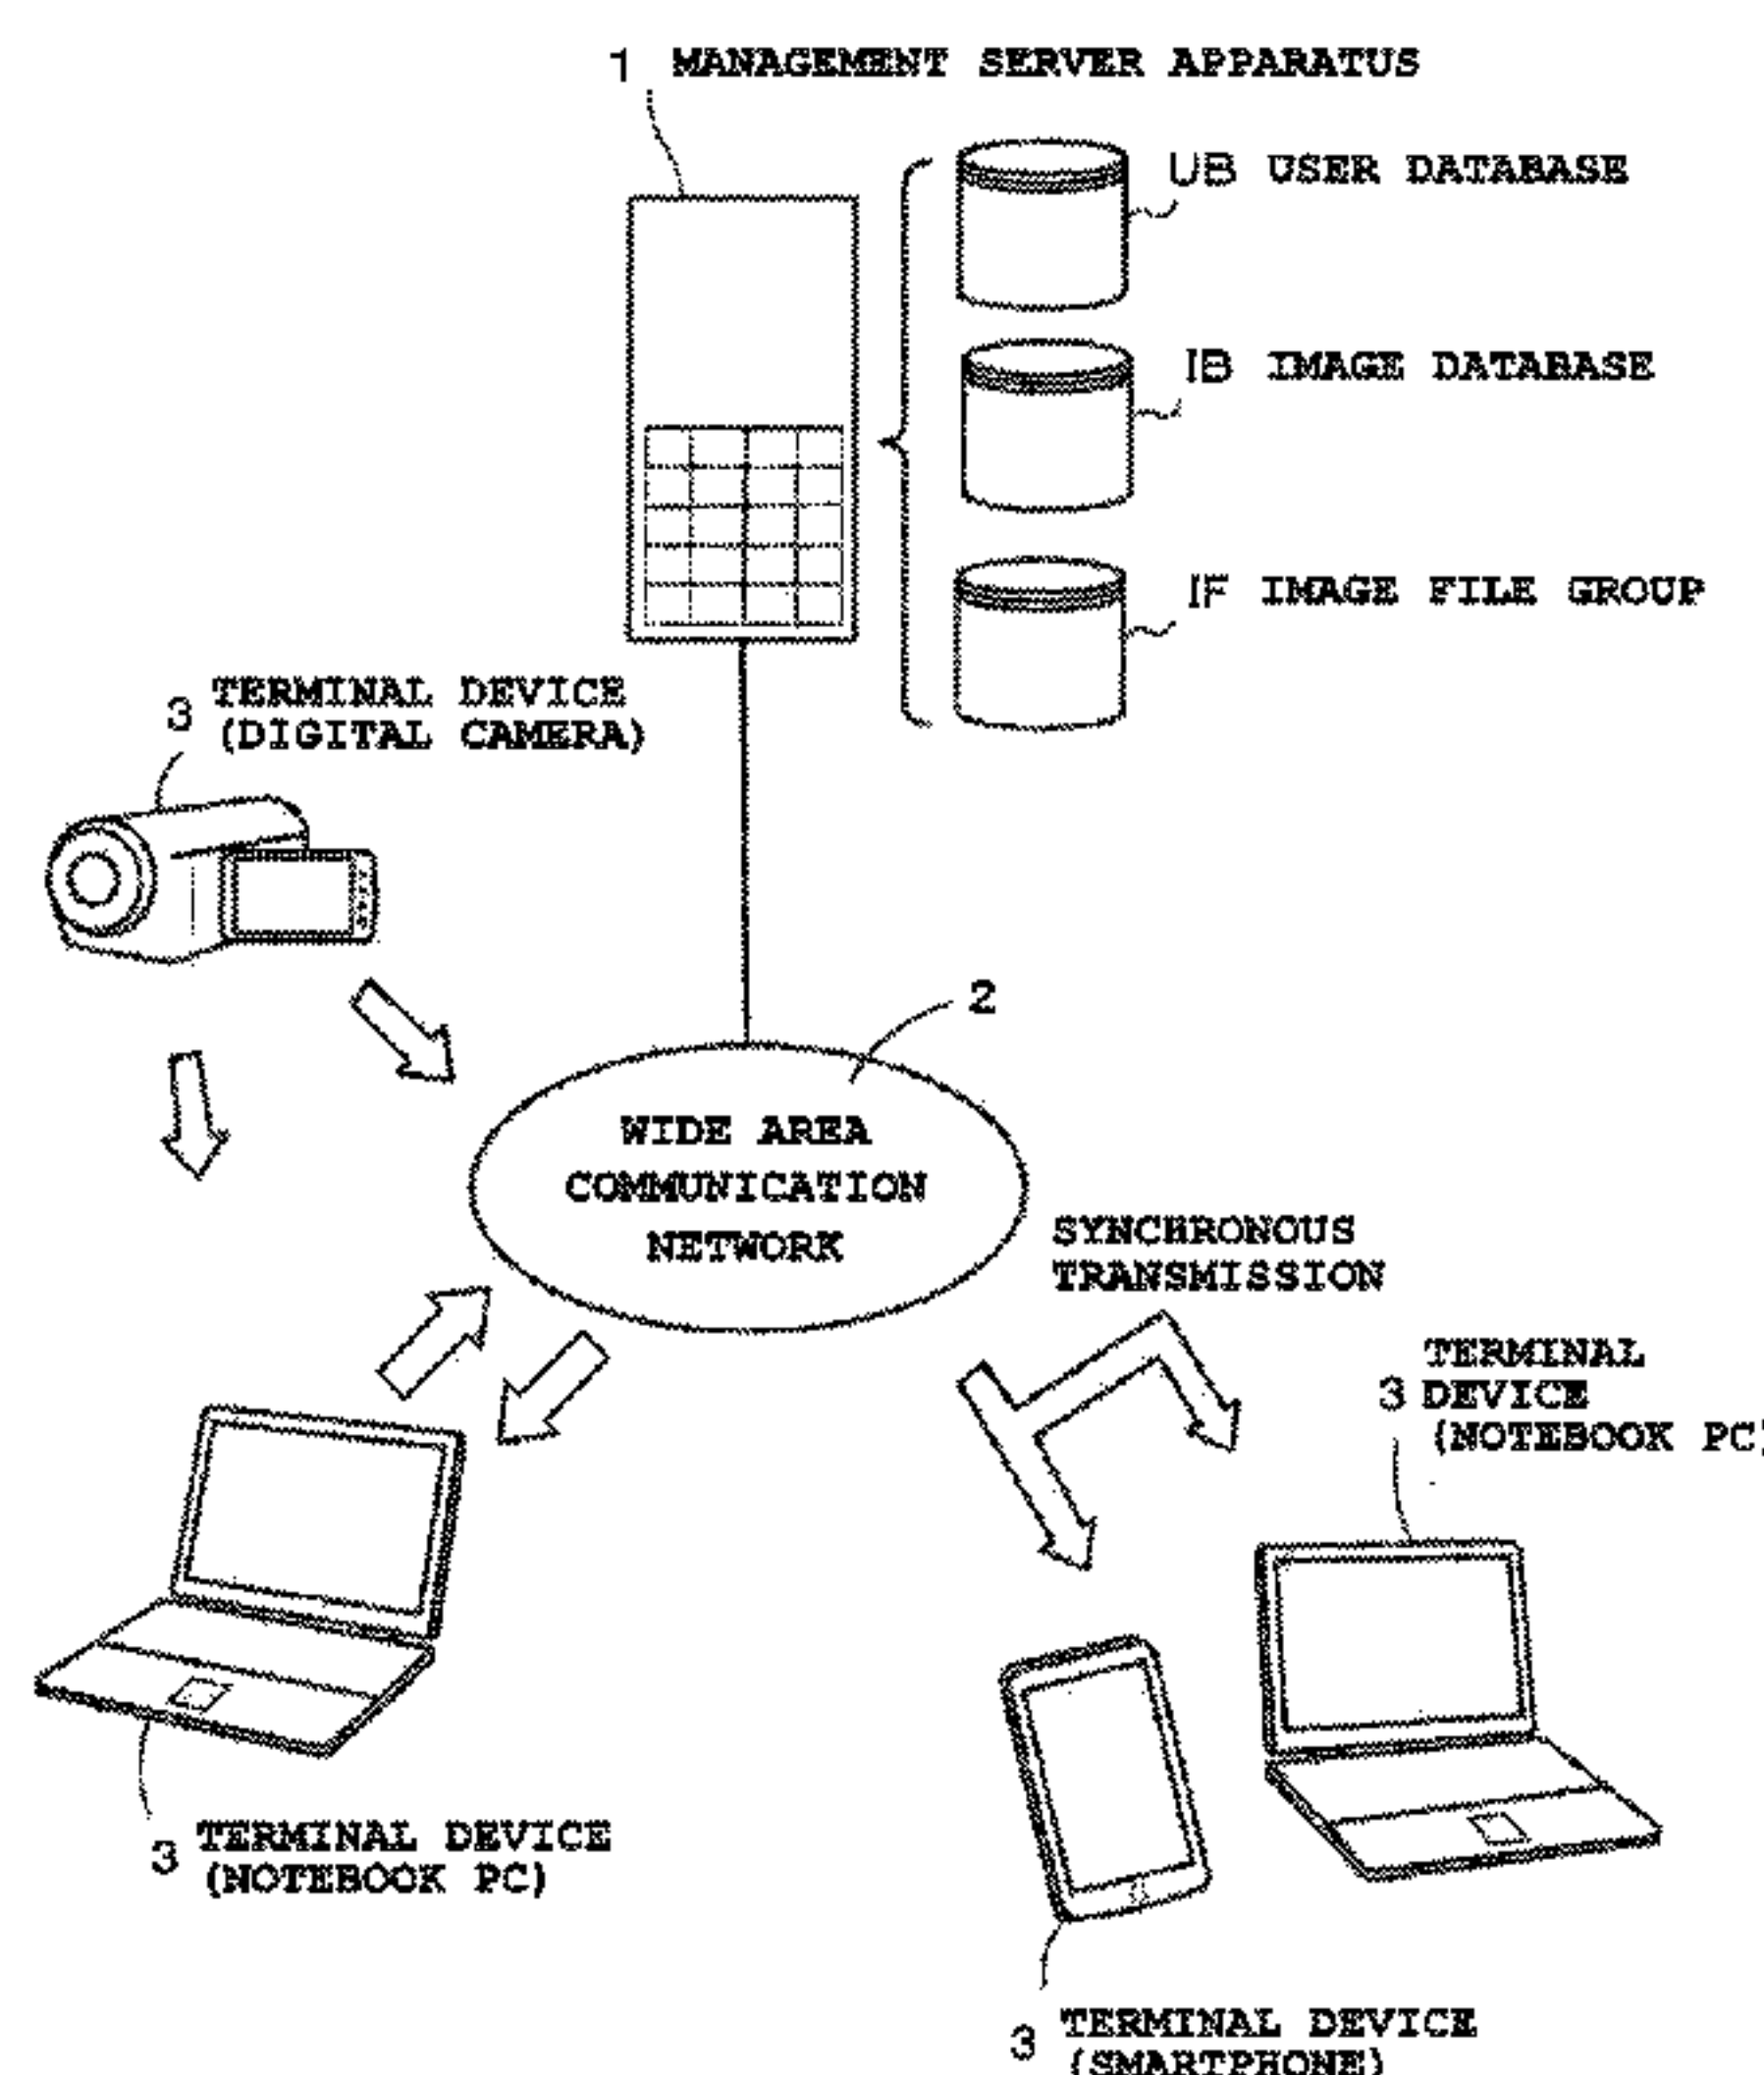 1 MANAGEMENT SERVER APPARATUS
UB USER DATABASE
IB IMAGE DATABASE
IF IMAGE FILE GROUP
3 TERMINAL DEVICE
(DIGITAL CAMERA)
2
WIDE AREA
COMMUNICATION
NETWORK
SYNCHRONOUS
TRANSMISSION
TERMINAL
3 DEVICE
(NOTEBOOK PC)
3 TERMINAL DEVICE
(NOTEBOOK PC)
3 TERMINAL DEVICE
(SMARTPHONE)